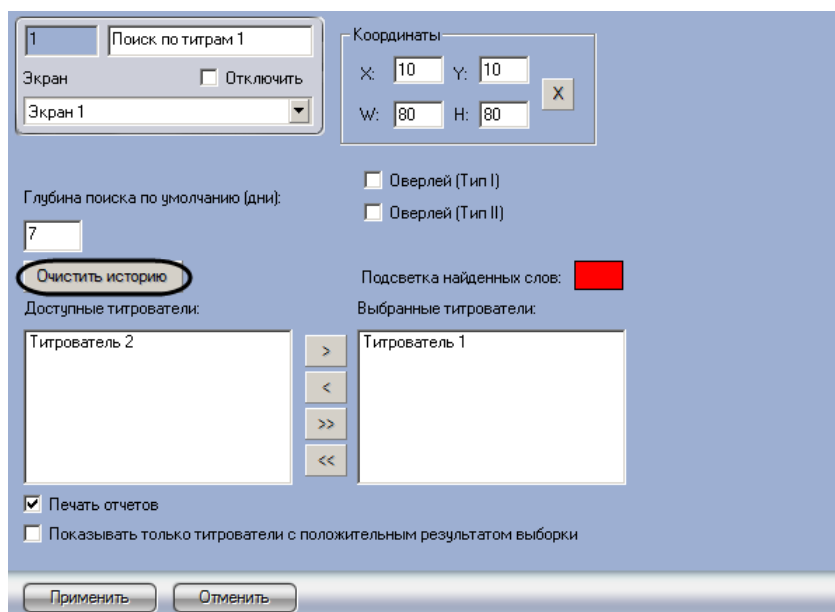 1 Поиск по титрам 1
Экран Отключить
Экран 1
Координаты
X: 10 Y: 10
X
W: 80 H: 80
Оверлей (Тип I)
Глубина поиска по умолчанию (дни):
Оверлей (Тип II)
7
Очистить историю Подсветка найденных слов:
Доступные титрователи: Выбранные титрователи:
Титрователь 2 > Титрователь 1
<
>>
<<
Печать отчетов
Показывать только титрователи с положительным результатом выборки
Применить Отменить